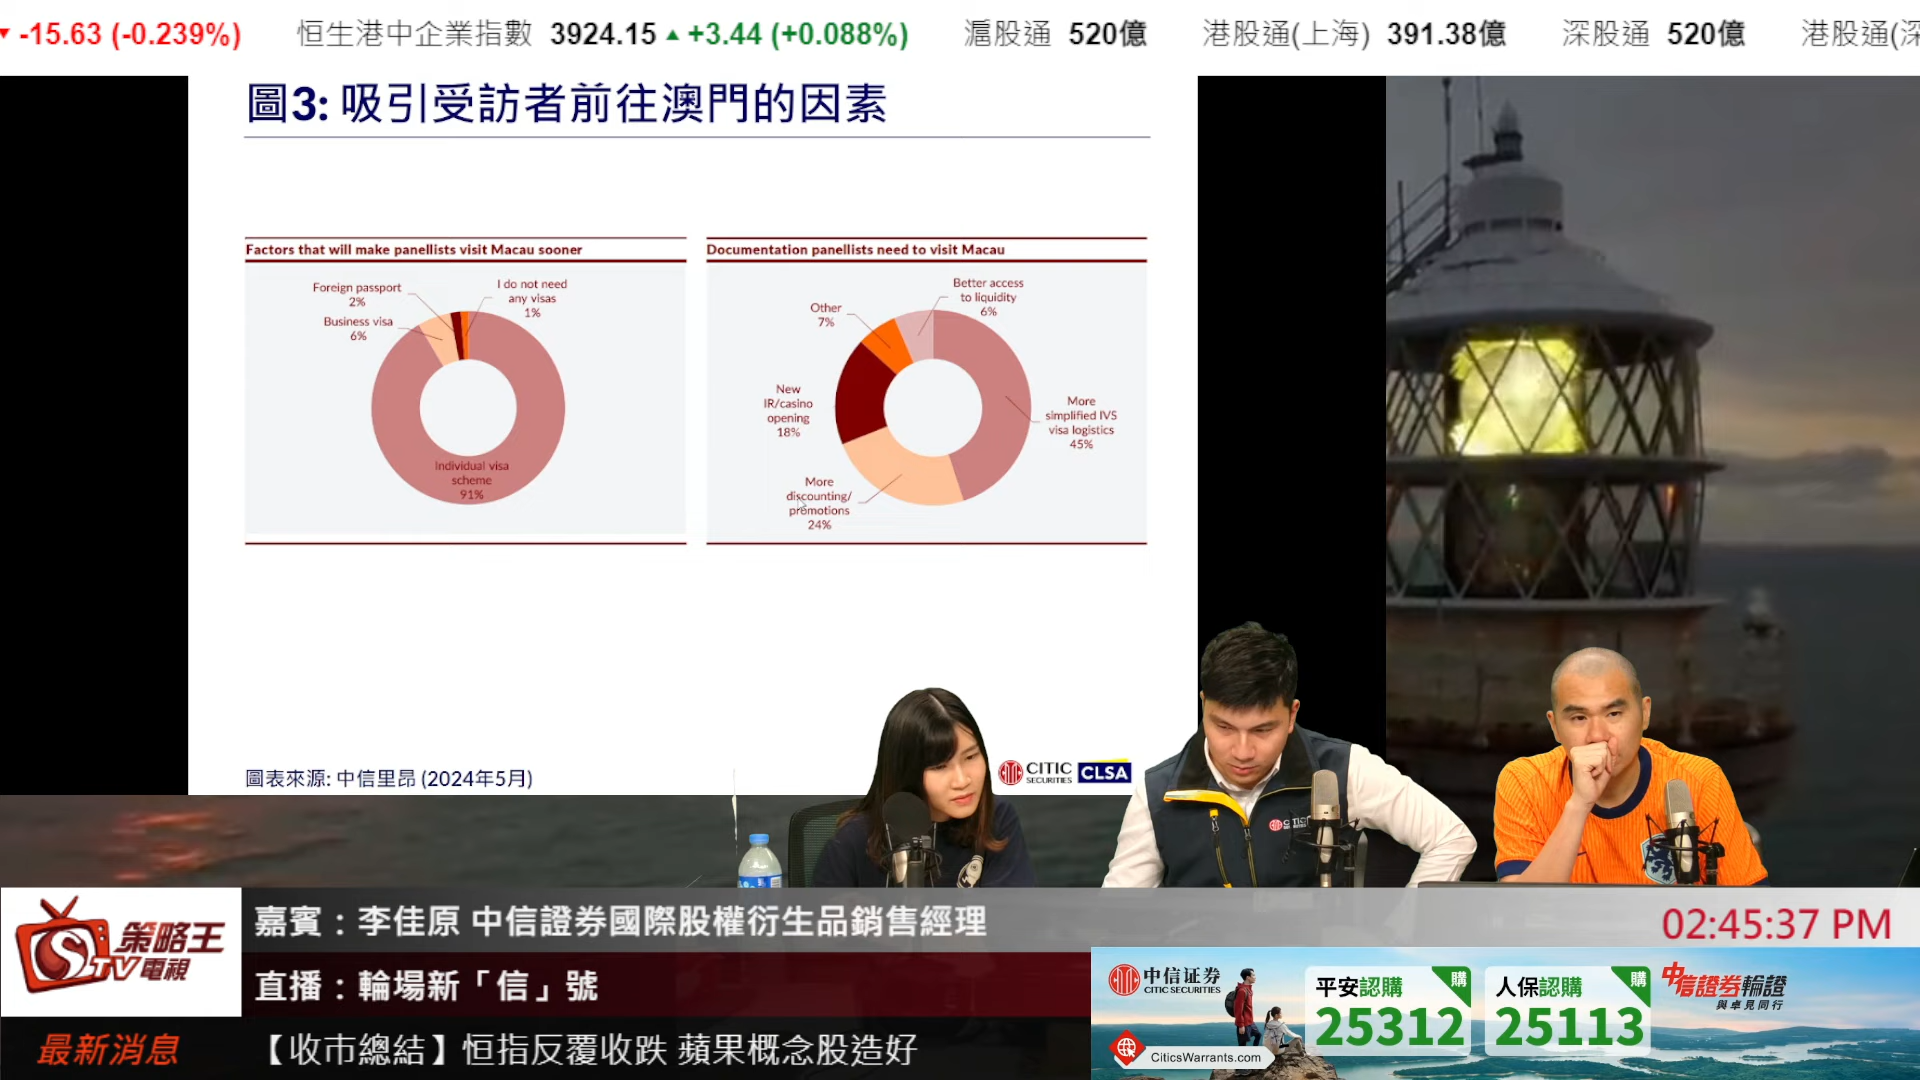 -15.63 (-0.239%) 恒生港中企業指數 3924.15 +3.44 (+0.088%) 滬股通 520億 港股通(上海) 391.38億 深股通 520億 港股通(深
圖3: 吸引受訪者前往澳門的因素
Factors that will make panellists visit Macau sooner
Foreign passport
2%
I do not need
any visas
1%
Business visa
6%
Individual visa
scheme
91%
Documentation panellists need to visit Macau
Better access
to liquidity
6%
Other
7%
New
IR/casino
opening
18%
More
simplified IVS
visa logistics
45%
More
discounting/
promotions
24%
圖表來源: 中信里昂 (2024年5月)
CITIC
SECURITIES
CLSA
STV 策略王
電視
嘉賓：李佳原 中信證券國際股權衍生品銷售經理
02:45:37 PM
直播：輪場新「信」號
最新消息
【收市總結】恒指反覆收跌 蘋果概念股造好
中信证券
CITIC SECURITIES
CiticsWarrants.com
平安認購
購
25312
人保認購
購
25113
中信證券輪證
與卓見同行